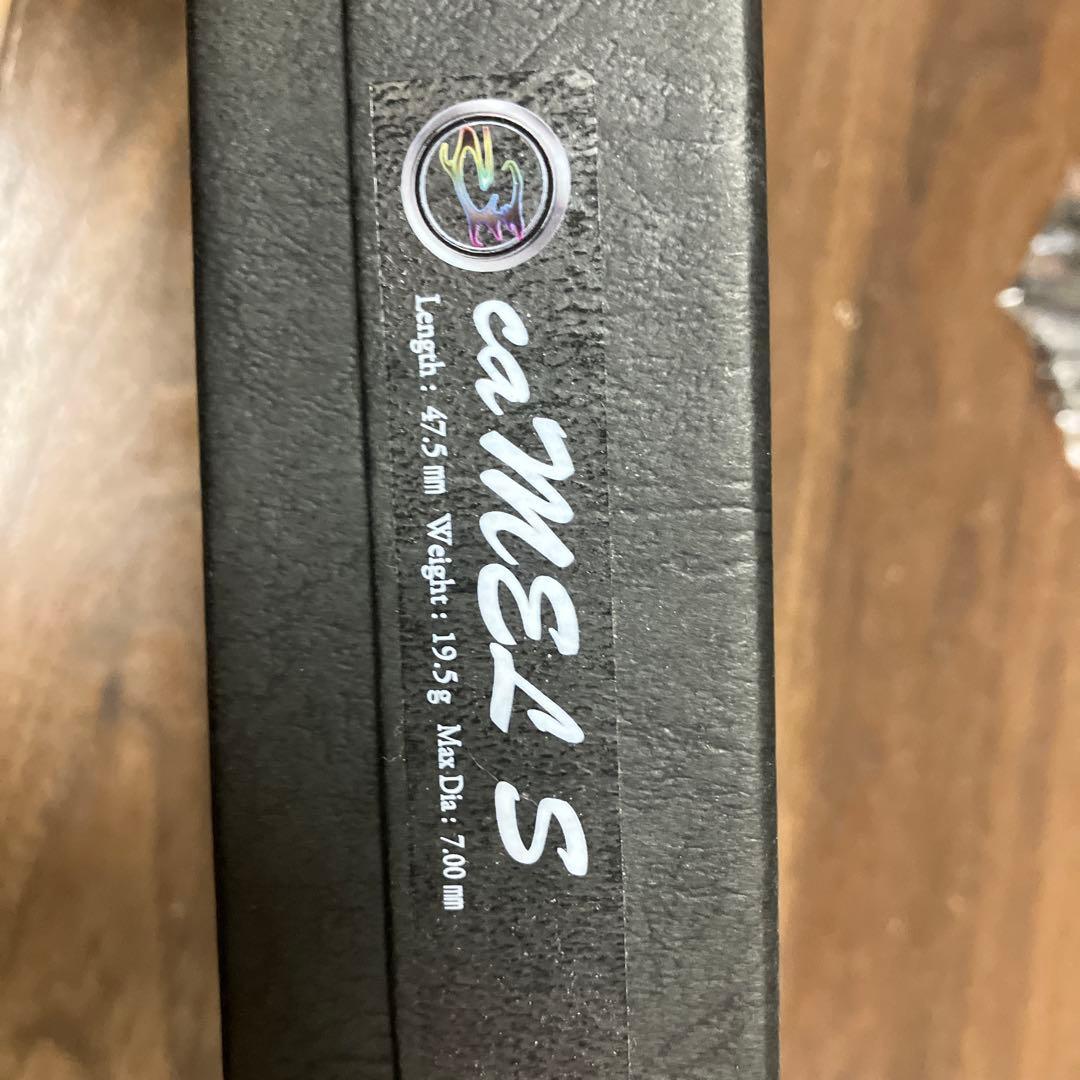 caMEL S
Length : 47.5㎜ Weight : 19.5g Max Dia : 7.00㎜